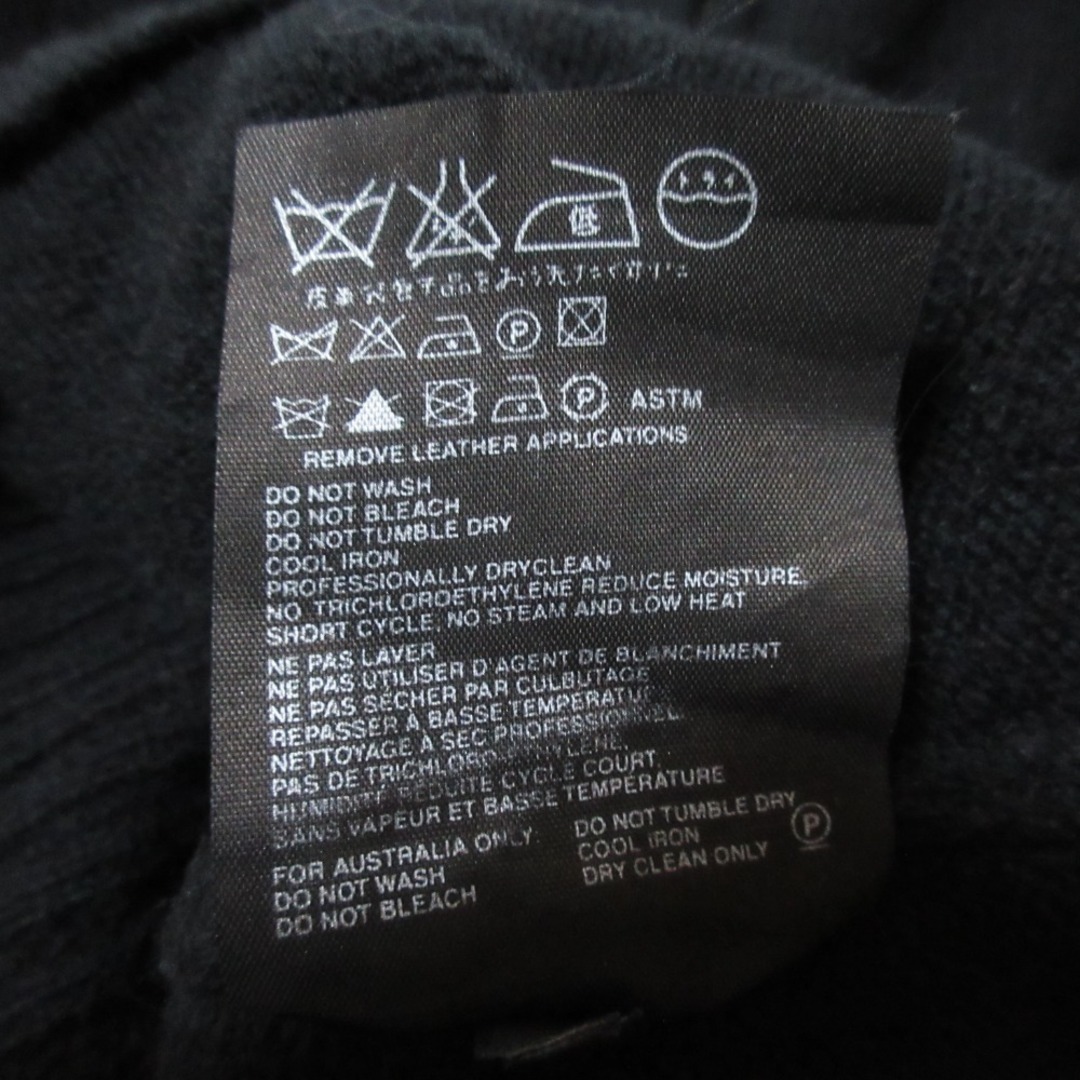 低
P
P ASTM
REMOVE LEATHER APPLICATIONS
DO NOT WASH
DO NOT BLEACH
DO NOT TUMBLE DRY
COOL IRON
PROFESSIONALLY DRYCLEAN
NO TRICHLOROETHYLENE REDUCE MOISTURE.
SHORT CYCLE, NO STEAM AND LOW HEAT
NE PAS LAVER
NE PAS UTILISER D'AGENT DE BLANCHIMENT
NE PAS SÉCHER PAR CULBUTAGE
REPASSER À BASSE
NETTOYAGE À SEC PROFESSIONNEL.
PAS DE
CYCLE COURT,
SANS VAPEUR ET BASSE TEMPÉRATURE
FOR AUSTRALIA ONLY:
DO NOT WASH
DO NOT BLEACH
DO NOT TUMBLE DRY
COOL IRON
DRY CLEAN ONLY
P